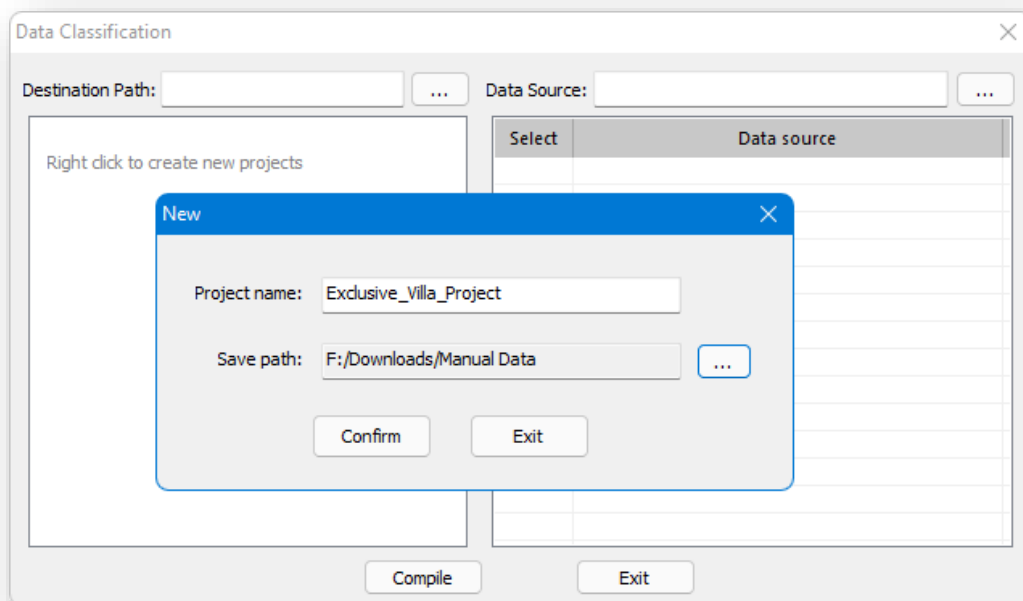 Data Classification
Destination Path: ... Data Source: ...
Select Data source
Right click to create new projects
New
Project name: Exclusive_Villa_Project
Save path: F:/Downloads/Manual Data ...
Confirm Exit
Compile Exit